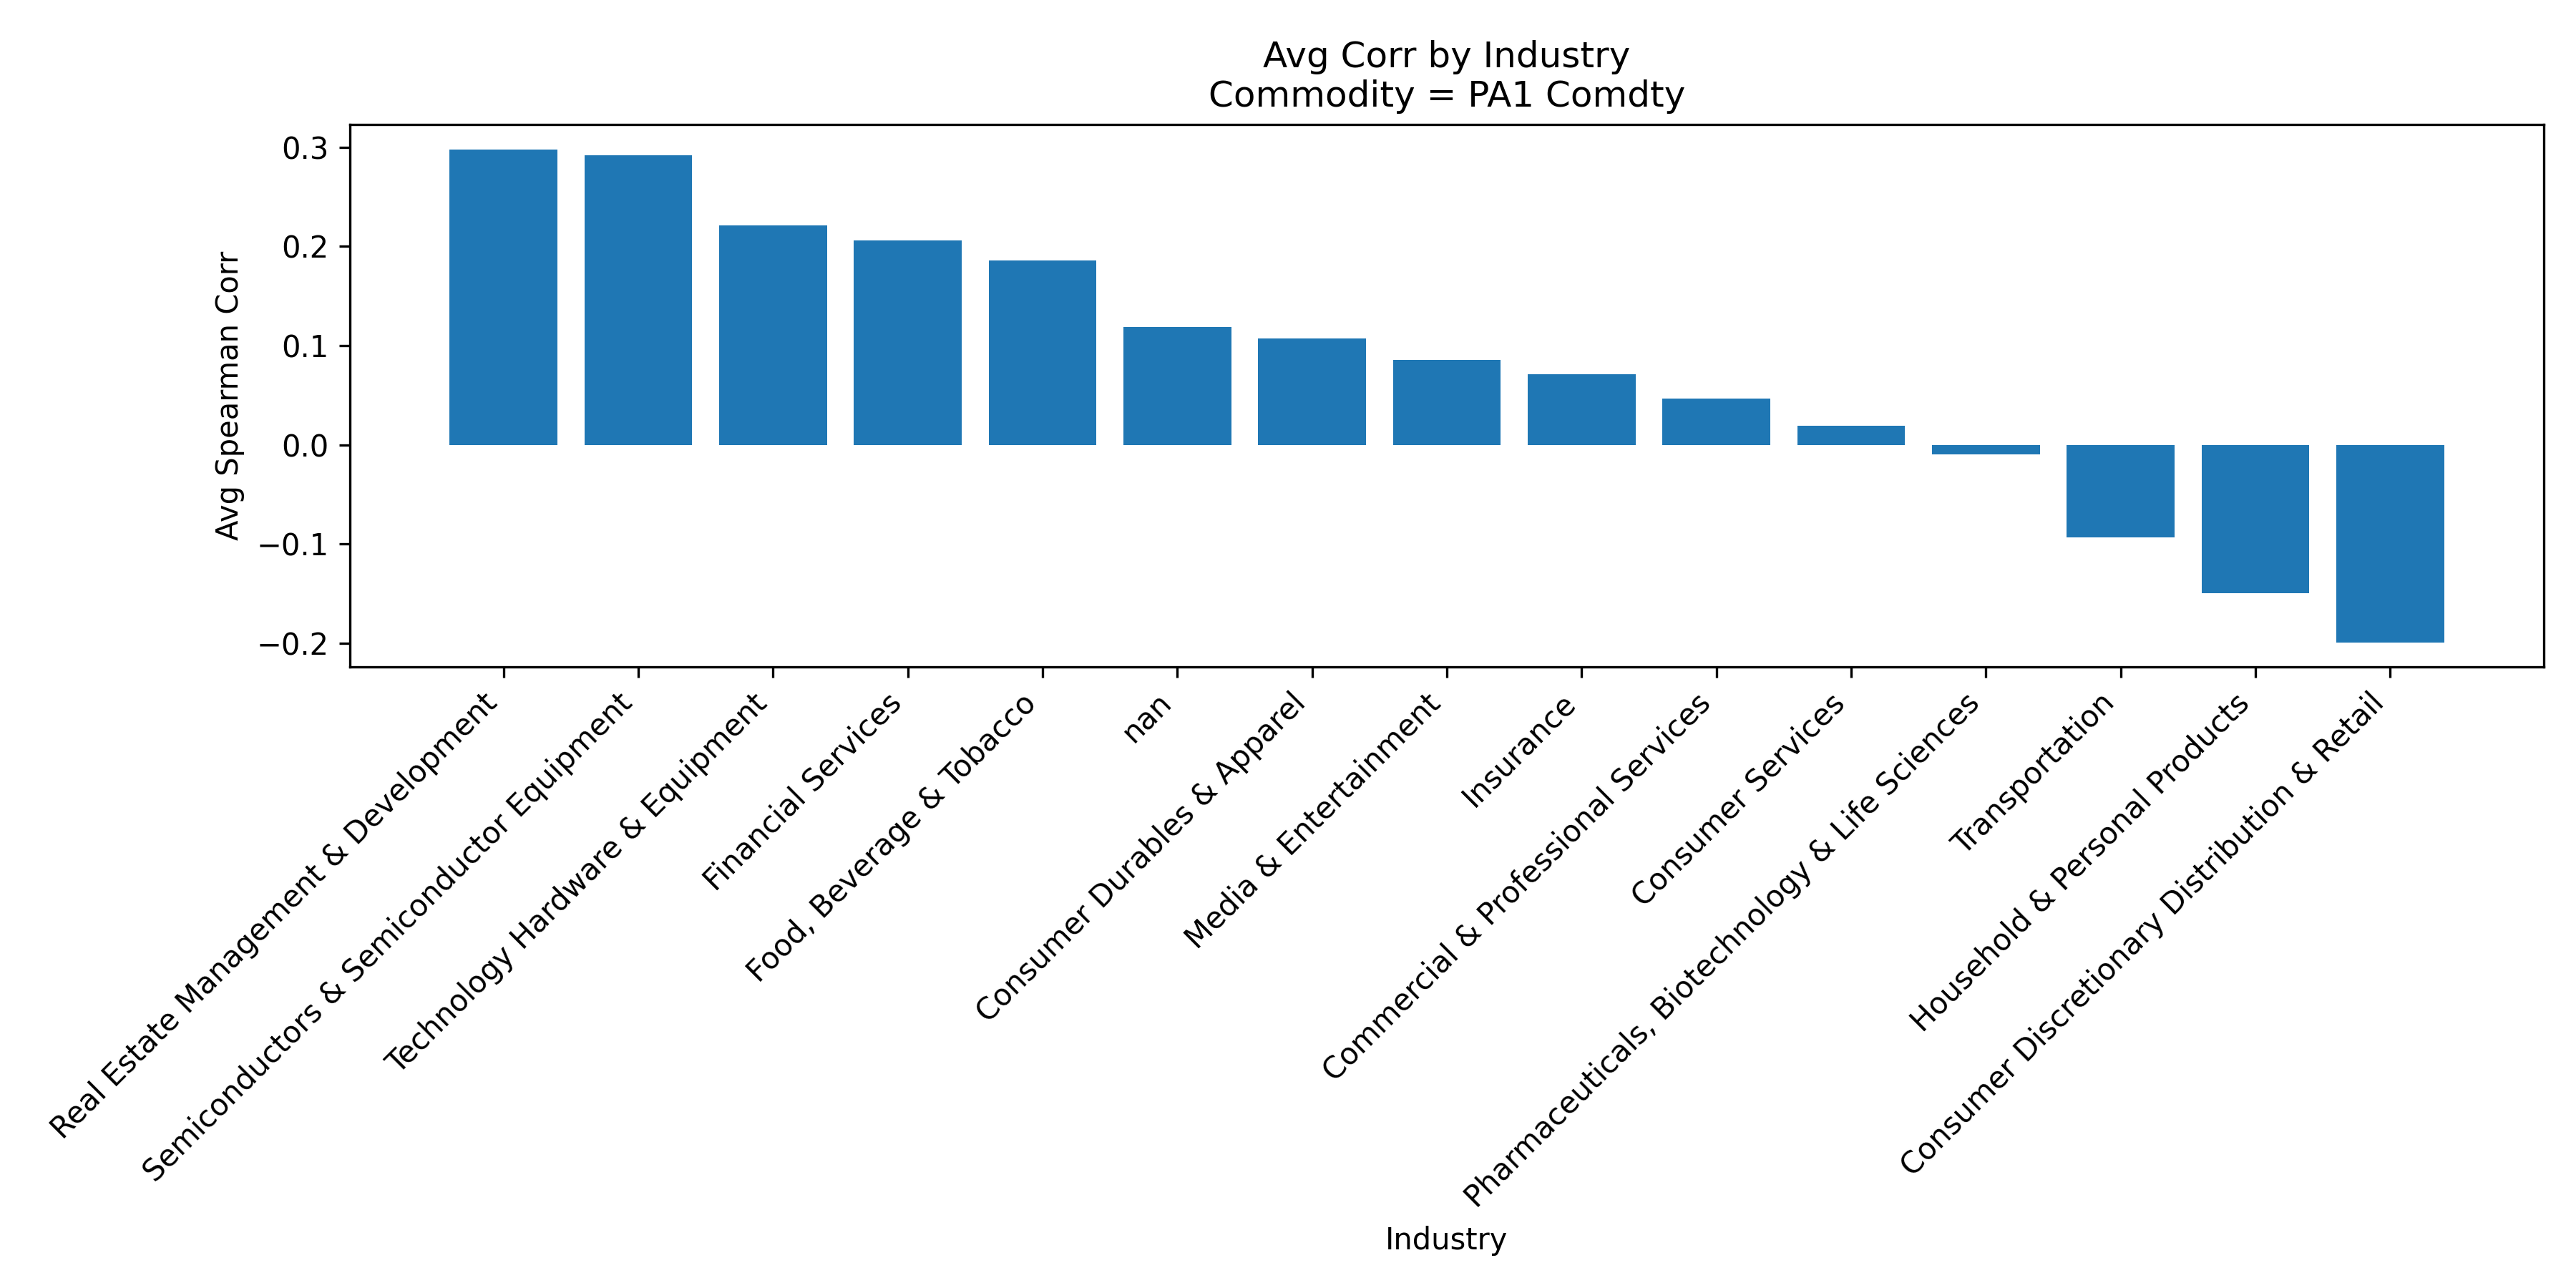 Avg Corr by Industry
Commodity = PA1 Comdty
Avg Spearman Corr
0.3
0.2
0.1
0.0
−0.1
−0.2
Real Estate Management & Development
Semiconductors & Semiconductor Equipment
Technology Hardware & Equipment
Financial Services
Food, Beverage & Tobacco
nan
Consumer Durables & Apparel
Media & Entertainment
Insurance
Commercial & Professional Services
Consumer Services
Pharmaceuticals, Biotechnology & Life Sciences
Transportation
Household & Personal Products
Consumer Discretionary Distribution & Retail
Industry